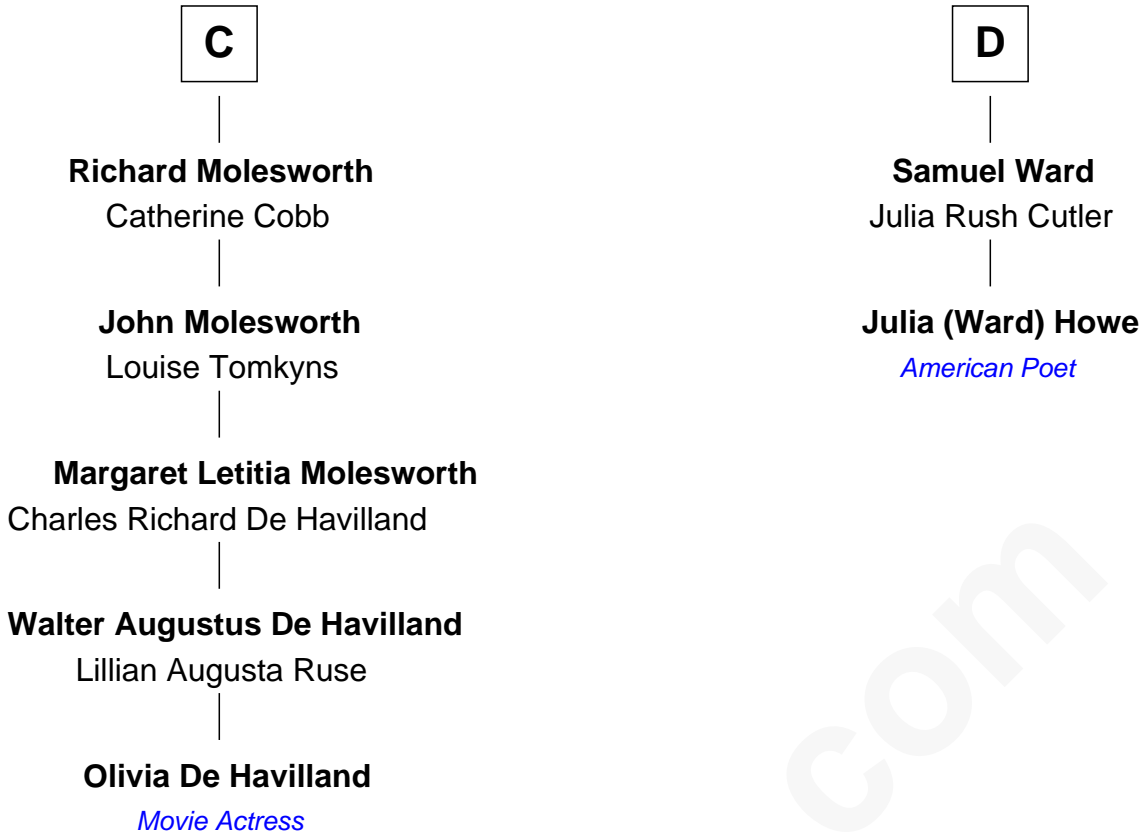 C
Richard Molesworth
Catherine Cobb
John Molesworth
Louise Tomkyns
Margaret Letitia Molesworth
Charles Richard De Havilland
Walter Augustus De Havilland
Lillian Augusta Ruse
Olivia De Havilland
Movie Actress
D
Samuel Ward
Julia Rush Cutler
Julia (Ward) Howe
American Poet
com